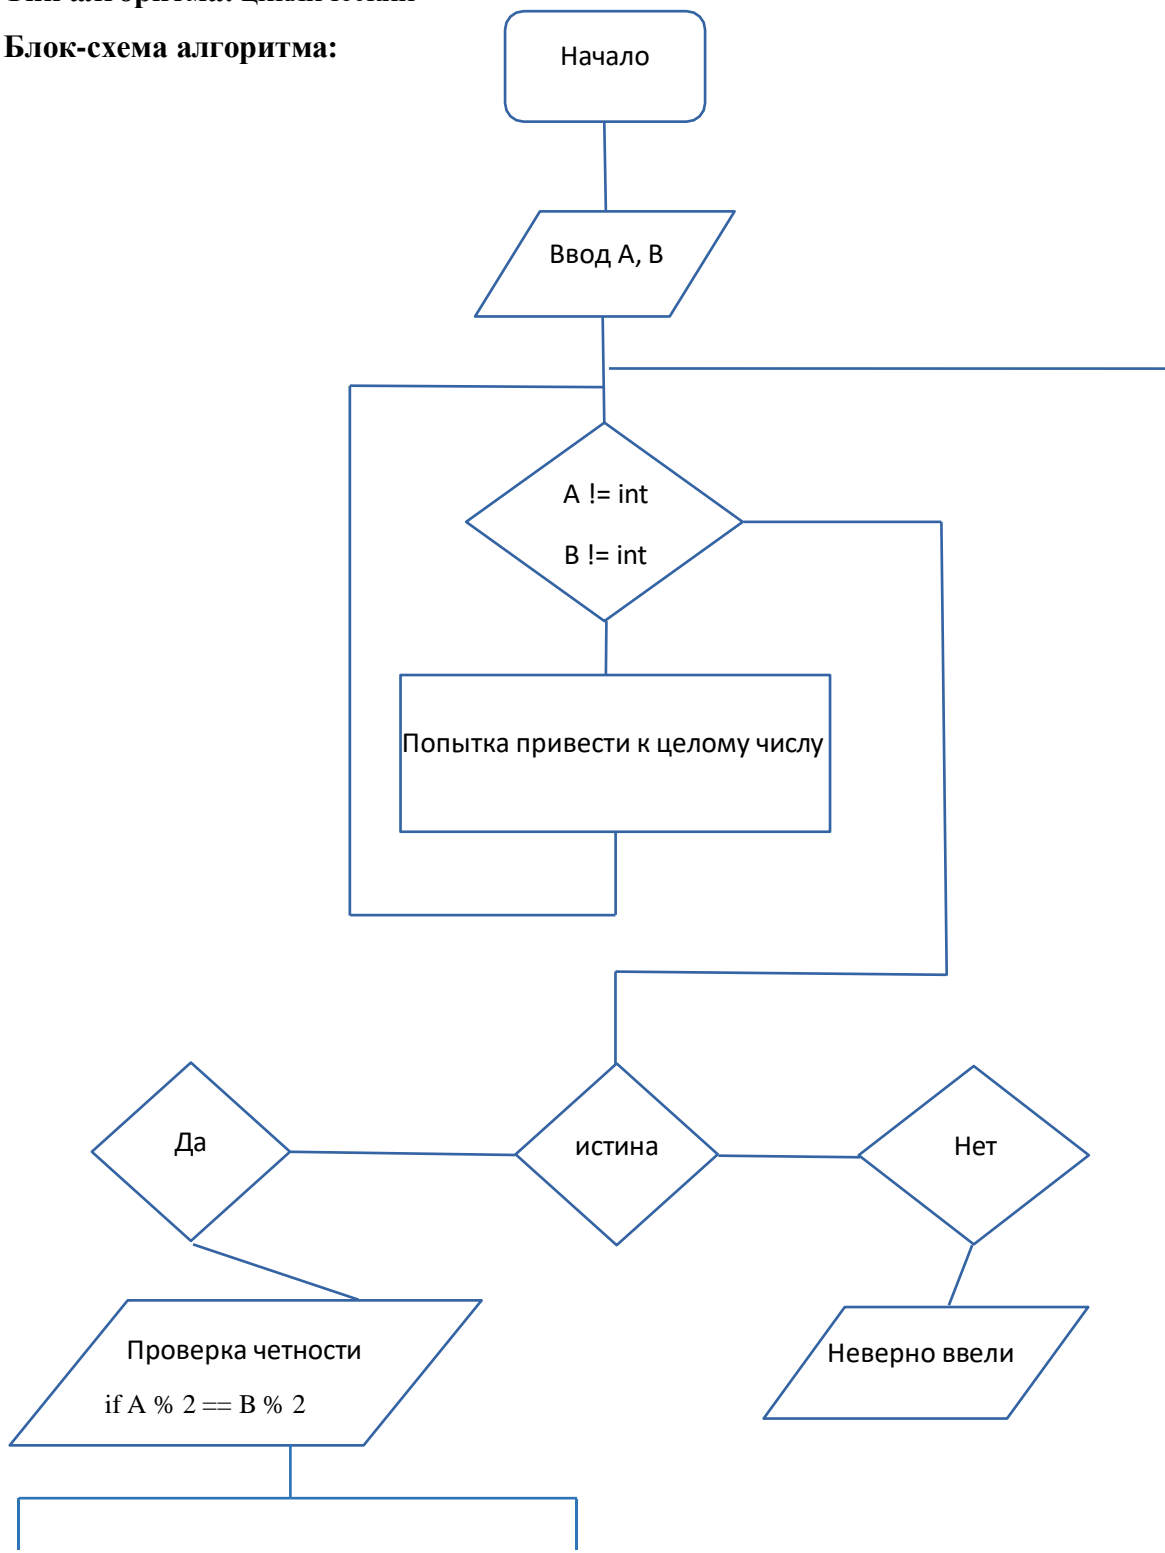 Блок-схема алгоритма:
Начало
Ввод А, В
A != int
B != int
Попытка привести к целому числу
Да
истина
Нет
Проверка четности
if A % 2 == B % 2
Неверно ввели